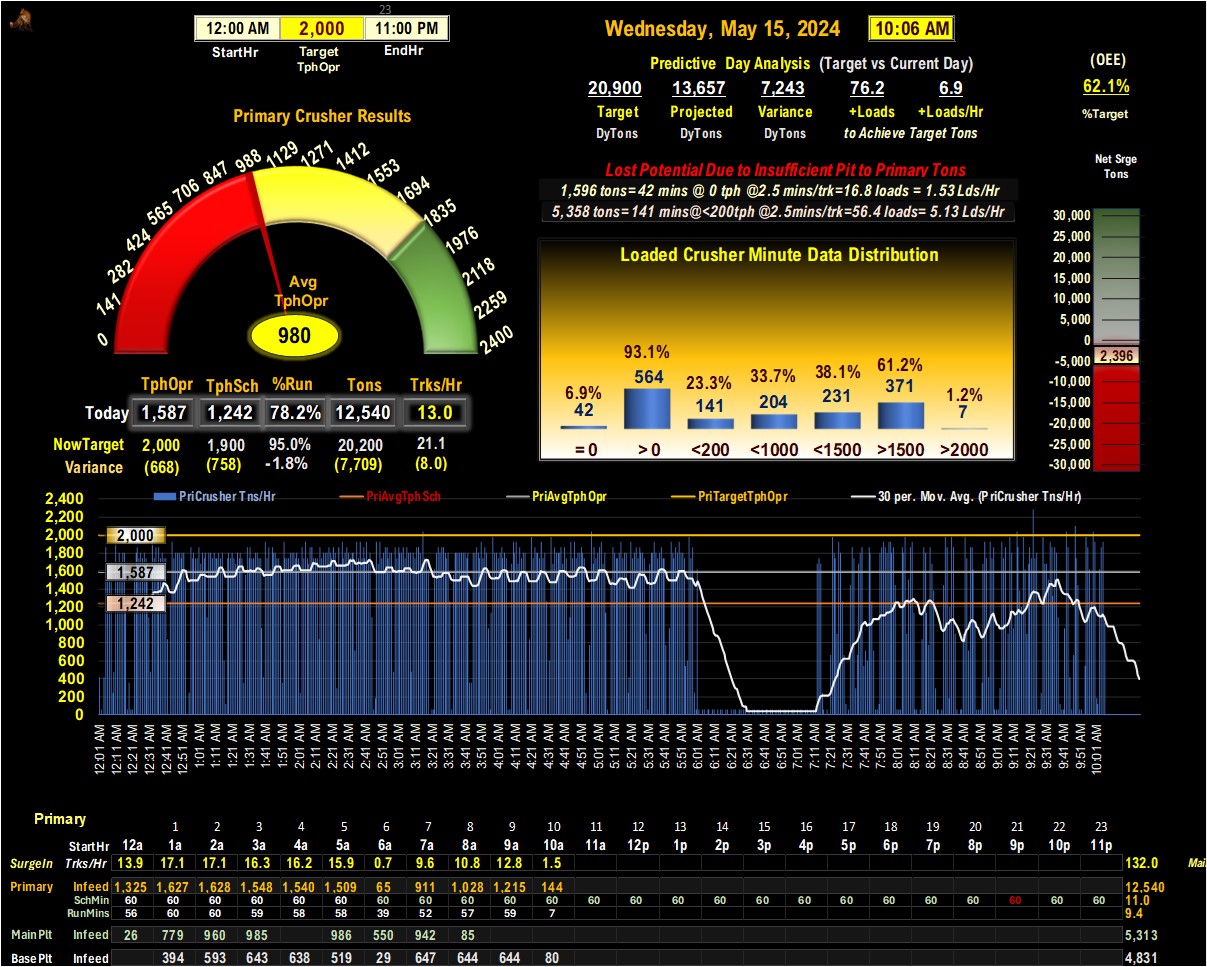 23
12:00 AM 2,000 11:00 PM
StartHr Target TphOpr EndHr
Wednesday, May 15, 2024 10:06 AM
Predictive Day Analysis (Target vs Current Day)
20,900 13,657 7,243 76.2 6.9
Target Projected Variance +Loads +Loads/Hr
DyTons DyTons DyTons to Achieve Target Tons
(OEE)
62.1%
%Target
Primary Crusher Results
0
141
282
424
565
706
847
988
1129
1271
1412
1553
1694
1835
1976
2118
2259
2400
Avg
TphOpr
980
Lost Potential Due to Insufficient Pit to Primary Tons
1,596 tons=42 mins @ 0 tph @2.5 mins/trk=16.8 loads = 1.53 Lds/Hr
5,358 tons= 141 mins@<200tph @2.5mins/trk=56.4 loads= 5.13 Lds/Hr
Loaded Crusher Minute Data Distribution
6.9% 93.1% 23.3% 33.7% 38.1% 61.2% 1.2%
42 564 141 204 231 371 7
=0 >0 <200 <1000 <1500 >1500 >2000
Net Srge
Tons
30,000
25,000
20,000
15,000
10,000
5,000
0
2,396
-5,000
-10,000
-15,000
-20,000
-25,000
-30,000
TphOpr TphSch %Run Tons Trks/Hr
Today 1,587 1,242 78.2% 12,540 13.0
NowTarget 2,000 1,900 95.0% 20,200 21.1
Variance (668) (758) -1.8% (7,709) (8.0)
PriCrusher Tns/Hr PriAvgTphSch PriAvgTphOpr PriTargetTphOpr 30 per. Mov. Avg. (PriCrusher Tns/Hr)
2,400
2,200
2,000
1,800
1,600
1,400
1,200
1,000
800
600
400
200
0
2,000
1,587
1,242
12:01 AM 12:11 AM 12:21 AM 12:31 AM 12:41 AM 12:51 AM 1:01 AM 1:11 AM 1:21 AM 1:31 AM 1:41 AM 1:51 AM 2:01 AM 2:11 AM 2:21 AM 2:31 AM 2:41 AM 2:51 AM 3:01 AM 3:11 AM 3:21 AM 3:31 AM 3:41 AM 3:51 AM 4:01 AM 4:11 AM 4:21 AM 4:31 AM 4:41 AM 4:51 AM 5:01 AM 5:11 AM 5:21 AM 5:31 AM 5:41 AM 5:51 AM 6:01 AM 6:11 AM 6:21 AM 6:31 AM 6:41 AM 6:51 AM 7:01 AM 7:11 AM 7:21 AM 7:31 AM 7:41 AM 7:51 AM 8:01 AM 8:11 AM 8:21 AM 8:31 AM 8:41 AM 8:51 AM 9:01 AM 9:11 AM 9:21 AM 9:31 AM 9:41 AM 9:51 AM 10:01 AM
Primary
1 2 3 4 5 6 7 8 9 10 11 12 13 14 15 16 17 18 19 20 21 22 23
StartHr 12a 1a 2a 3a 4a 5a 6a 7a 8a 9a 10a 11a 12p 1p 2p 3p 4p 5p 6p 7p 8p 9p 10p 11p
SurgeIn Trks/Hr 13.9 17.1 17.1 16.3 16.2 15.9 0.7 9.6 10.8 12.8 1.5 132.0
Primary Infeed 1,325 1,627 1,628 1,548 1,540 1,509 65 911 1,028 1,215 144 12,540
SchMin 60 60 60 60 60 60 60 60 60 60 60 60 60 60 60 60 60 60 60 60 60 60 60 60 11.0
RunMins 56 60 60 59 58 58 39 52 57 59 7 9.4
Main Plt Infeed 26 779 960 985 986 550 942 85 5,313
Base Plt Infeed 394 593 643 638 519 29 647 644 644 80 4,831